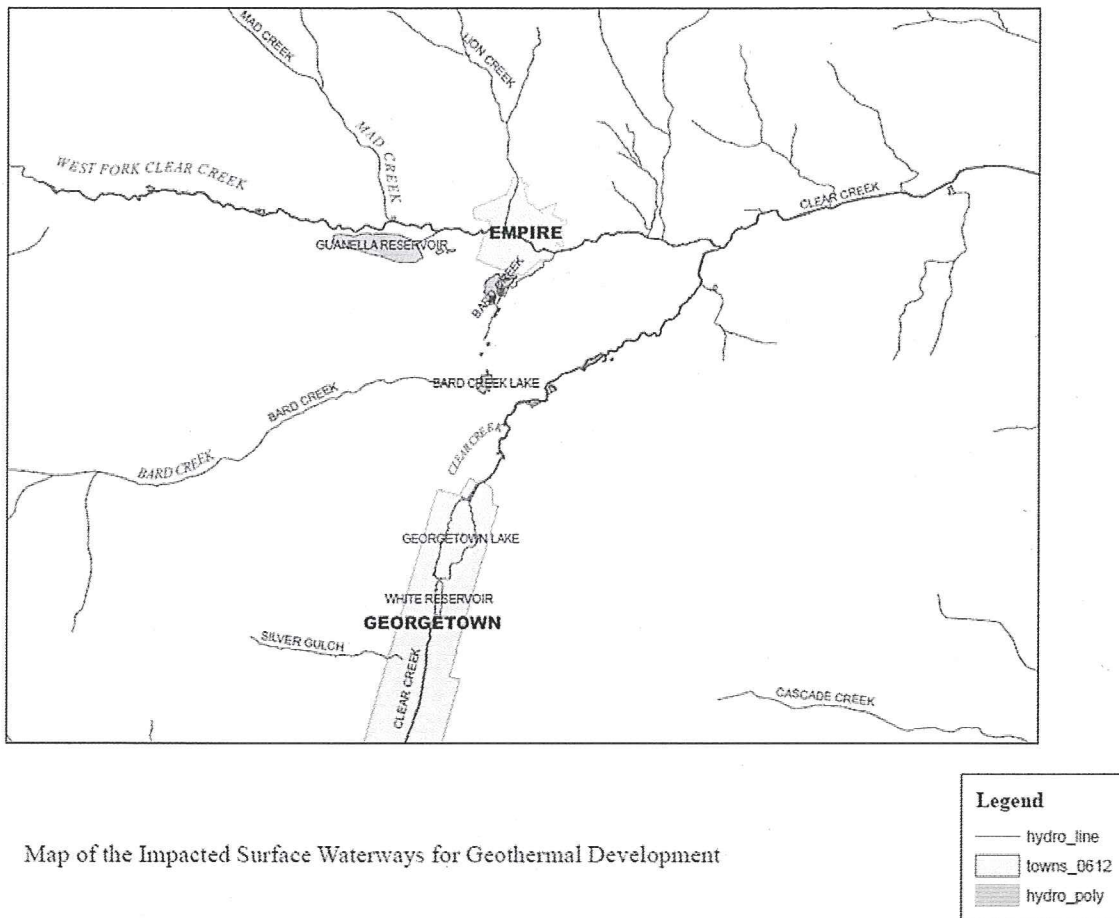 MAD CREEK
LION CREEK
MAD CREEK
WEST FORK CLEAR CREEK
CLEAR CREEK
EMPIRE
GUANELLA RESERVOIR
BARD CREEK
BARD CREEK LAKE
BARD CREEK
CLEAR CREEK
BARD CREEK
GEORGETOWN LAKE
WHITE RESERVOIR
GEORGETOWN
SILVER GULCH
CLEAR CREEK
CASCADE CREEK
Map of the Impacted Surface Waterways for Geothermal Development
Legend
hydro_line
towns_0612
hydro_poly